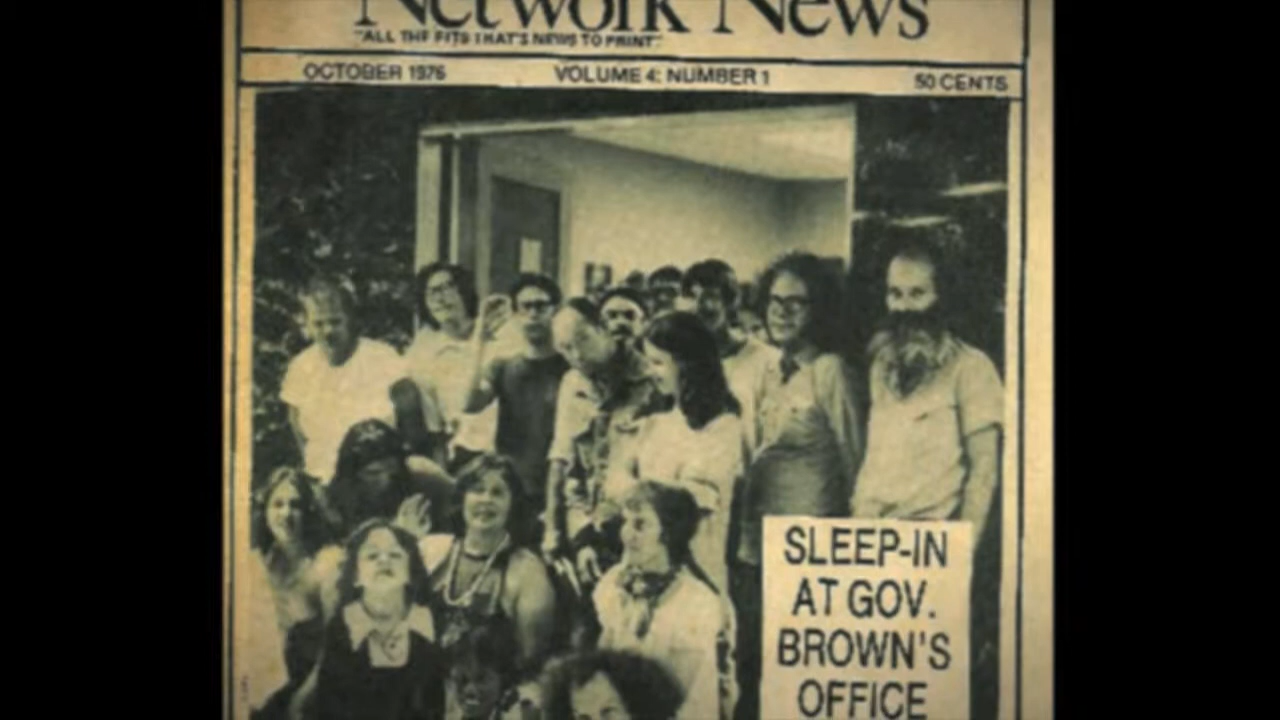 Network News
"ALL THE FITS THAT'S NEWS TO PRINT"
OCTOBER 1976 VOLUME 4: NUMBER 1 50 CENTS
SLEEP-IN
AT GOV.
BROWN'S
OFFICE